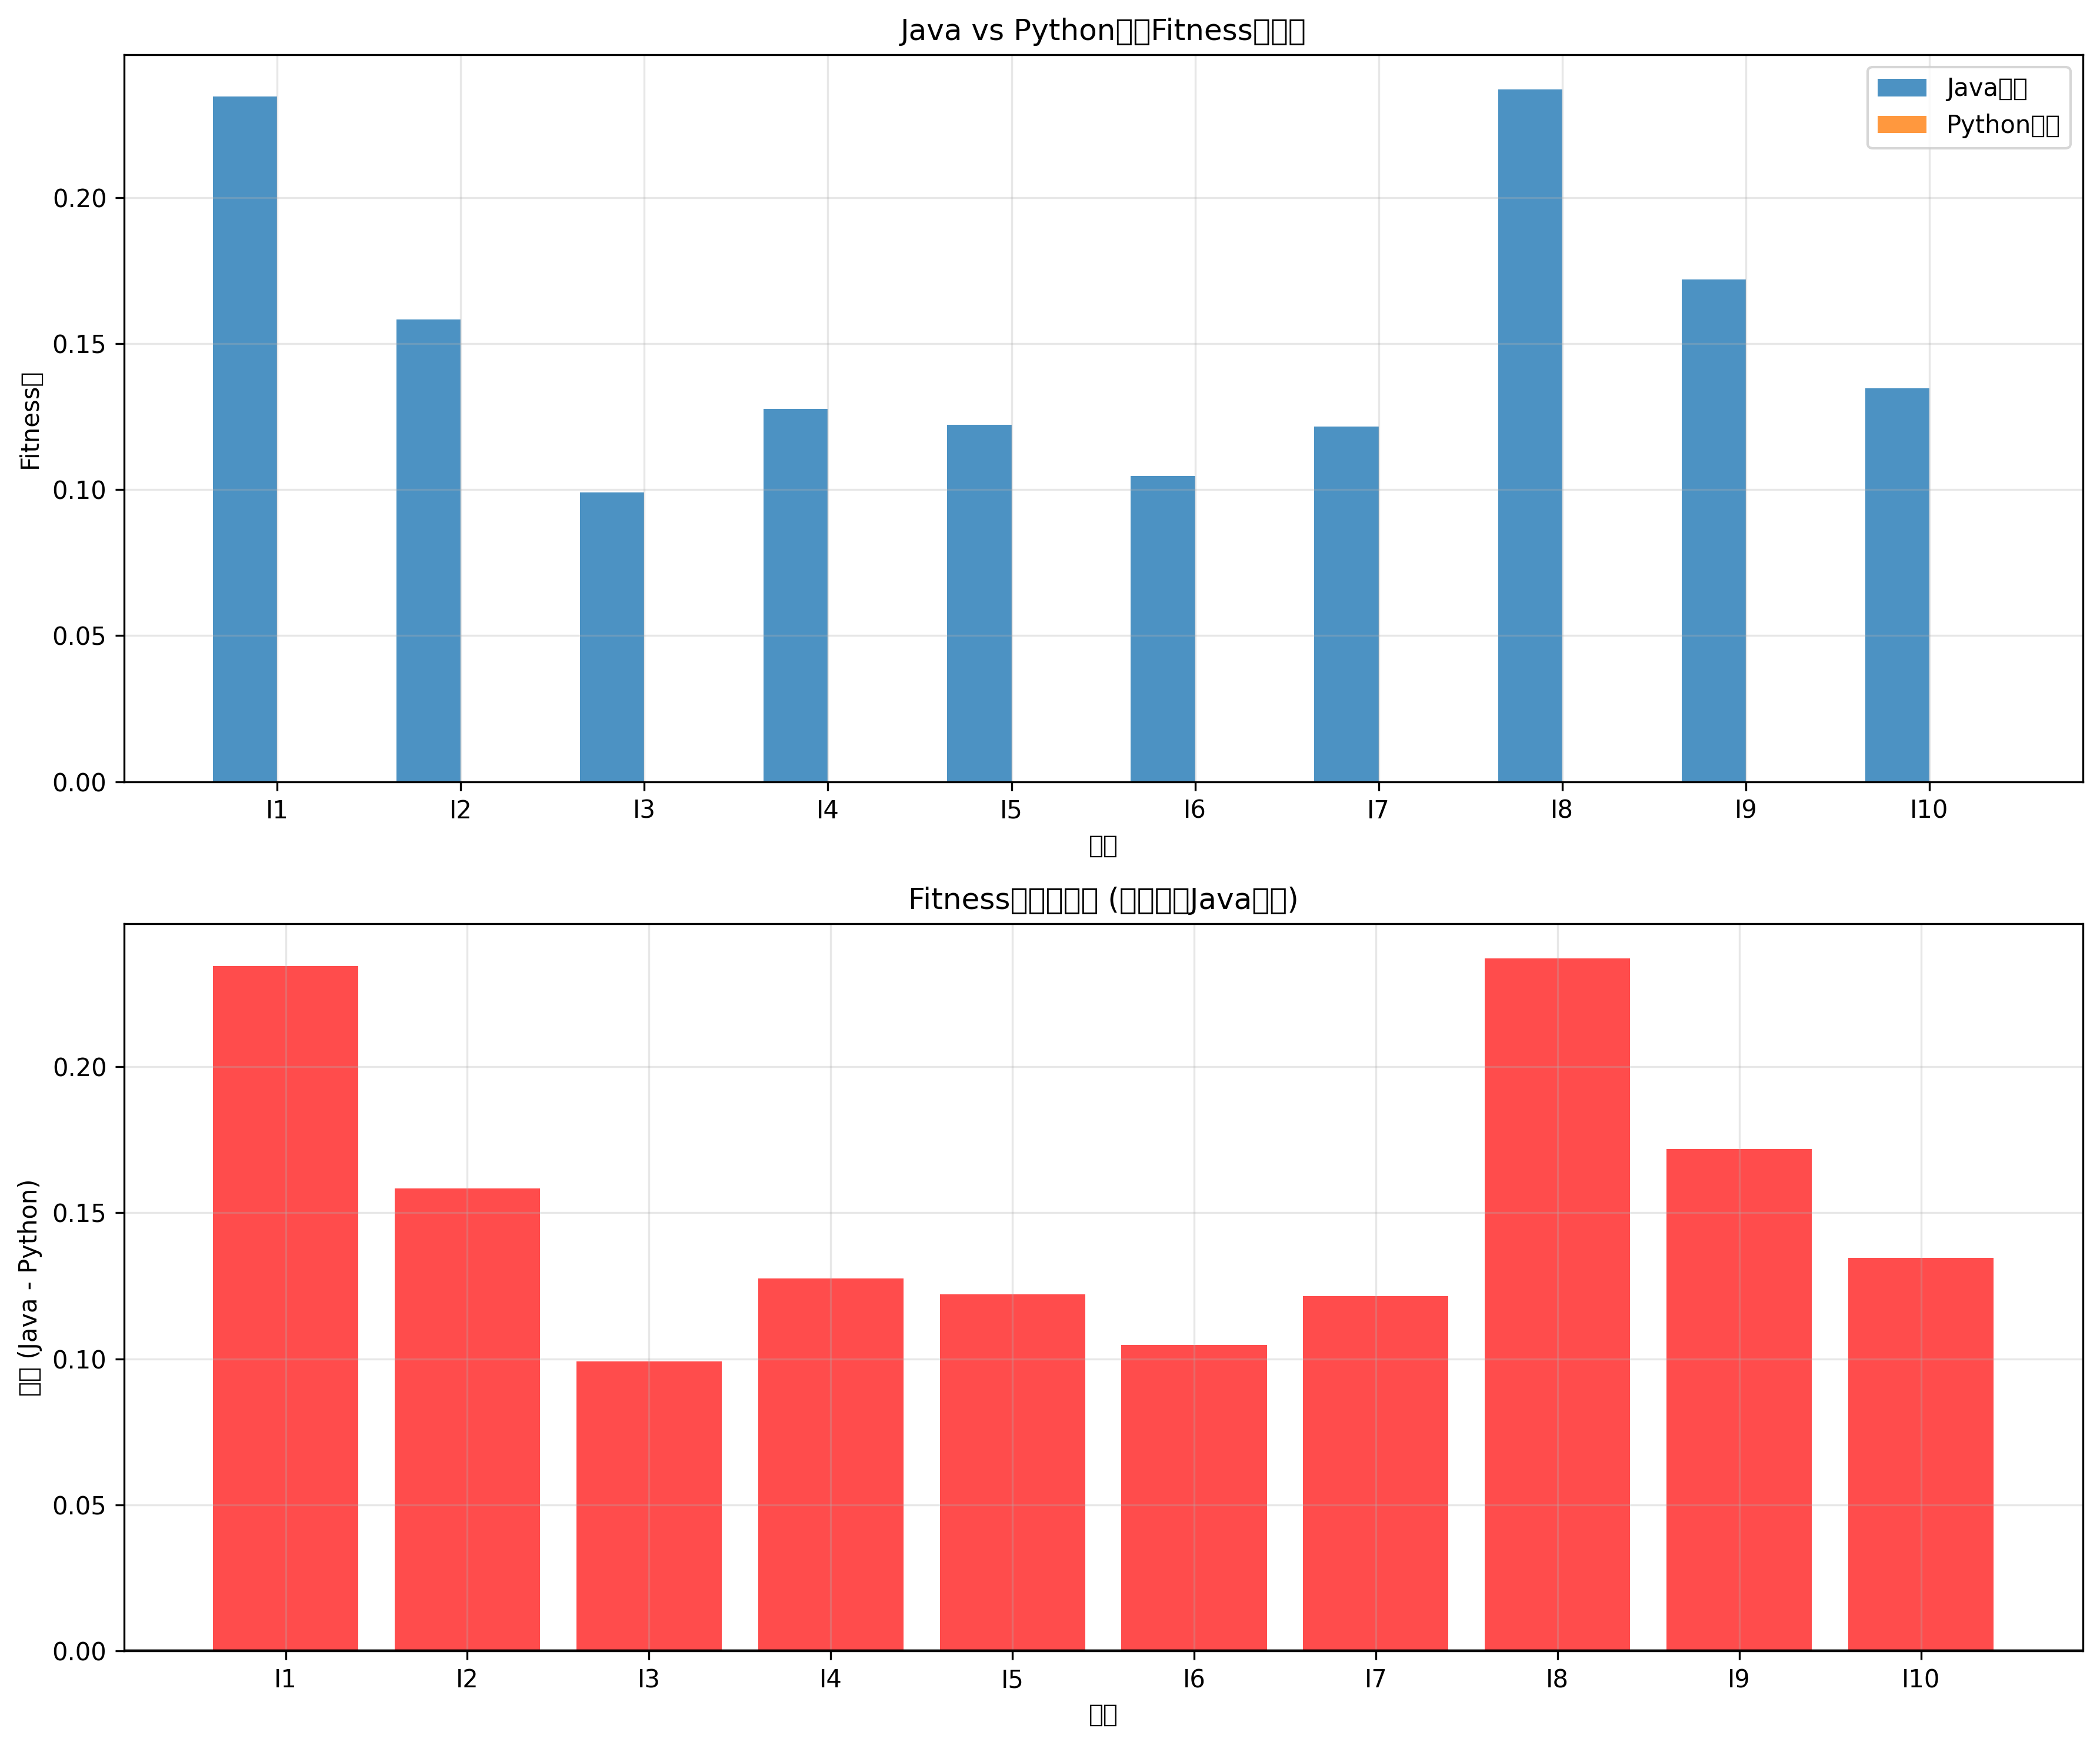 Java vs Python□□Fitness□□□
Java□□
Python□□
Fitness□
0.20
0.15
0.10
0.05
0.00
I1 I2 I3 I4 I5 I6 I7 I8 I9 I10
□□
Fitness□□□□□ (□□□□Java□□)
□□ (Java - Python)
0.20
0.15
0.10
0.05
0.00
I1 I2 I3 I4 I5 I6 I7 I8 I9 I10
□□